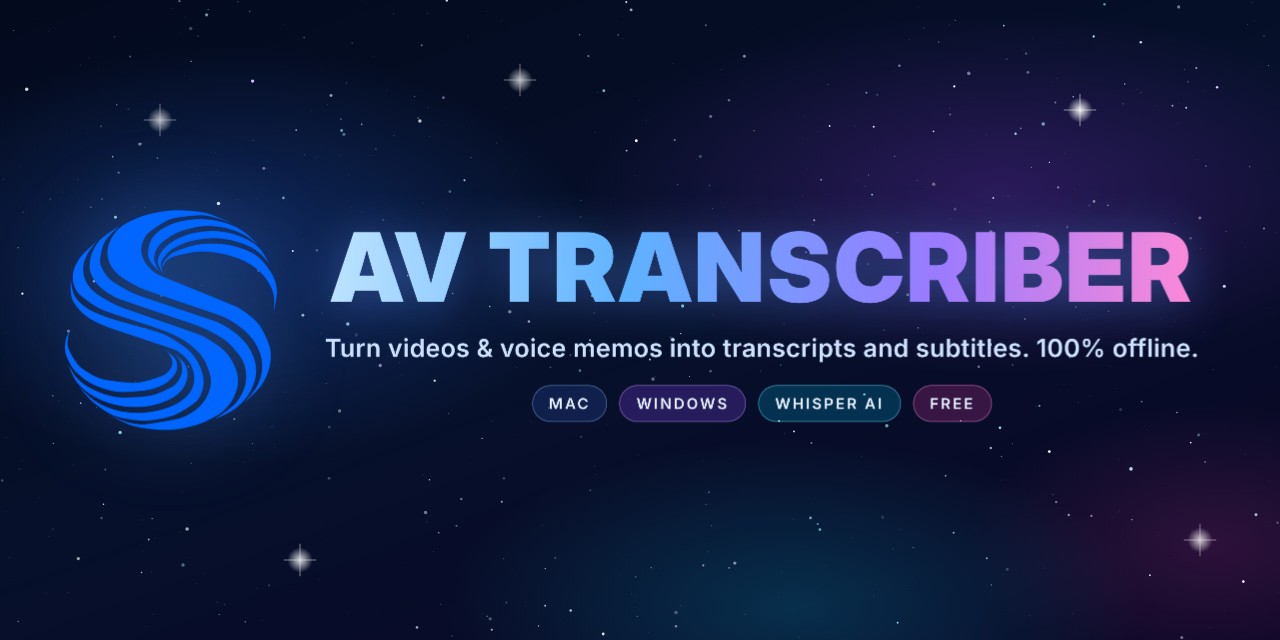 AV TRANSCRIBER
Turn videos & voice memos into transcripts and subtitles. 100% offline.
MAC WINDOWS WHISPER AI FREE